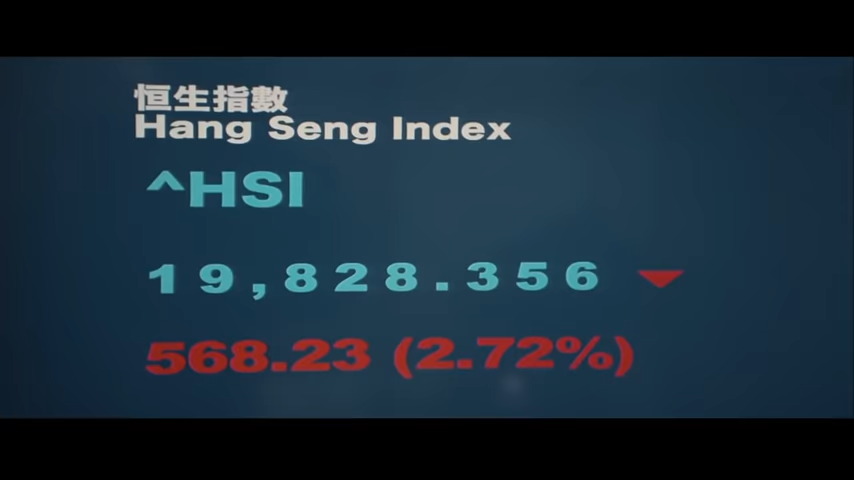 恒生指數
Hang Seng Index
^HSI
19,828.356 ▼
568.23 (2.72%)